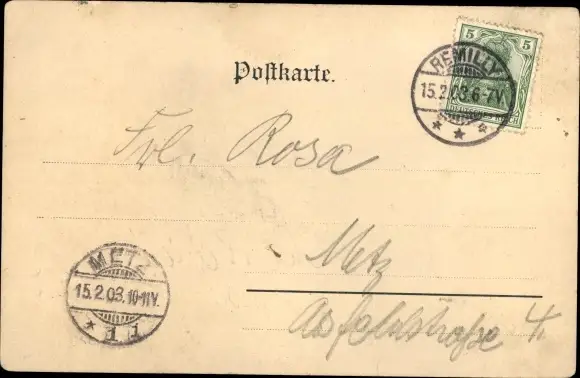 5 5
REMILLY
15.2.03.6-7V.
* * *
Postkarte.
Frl. Rosa
Metz
METZ
15.2.03.10-11V.
* 1 1